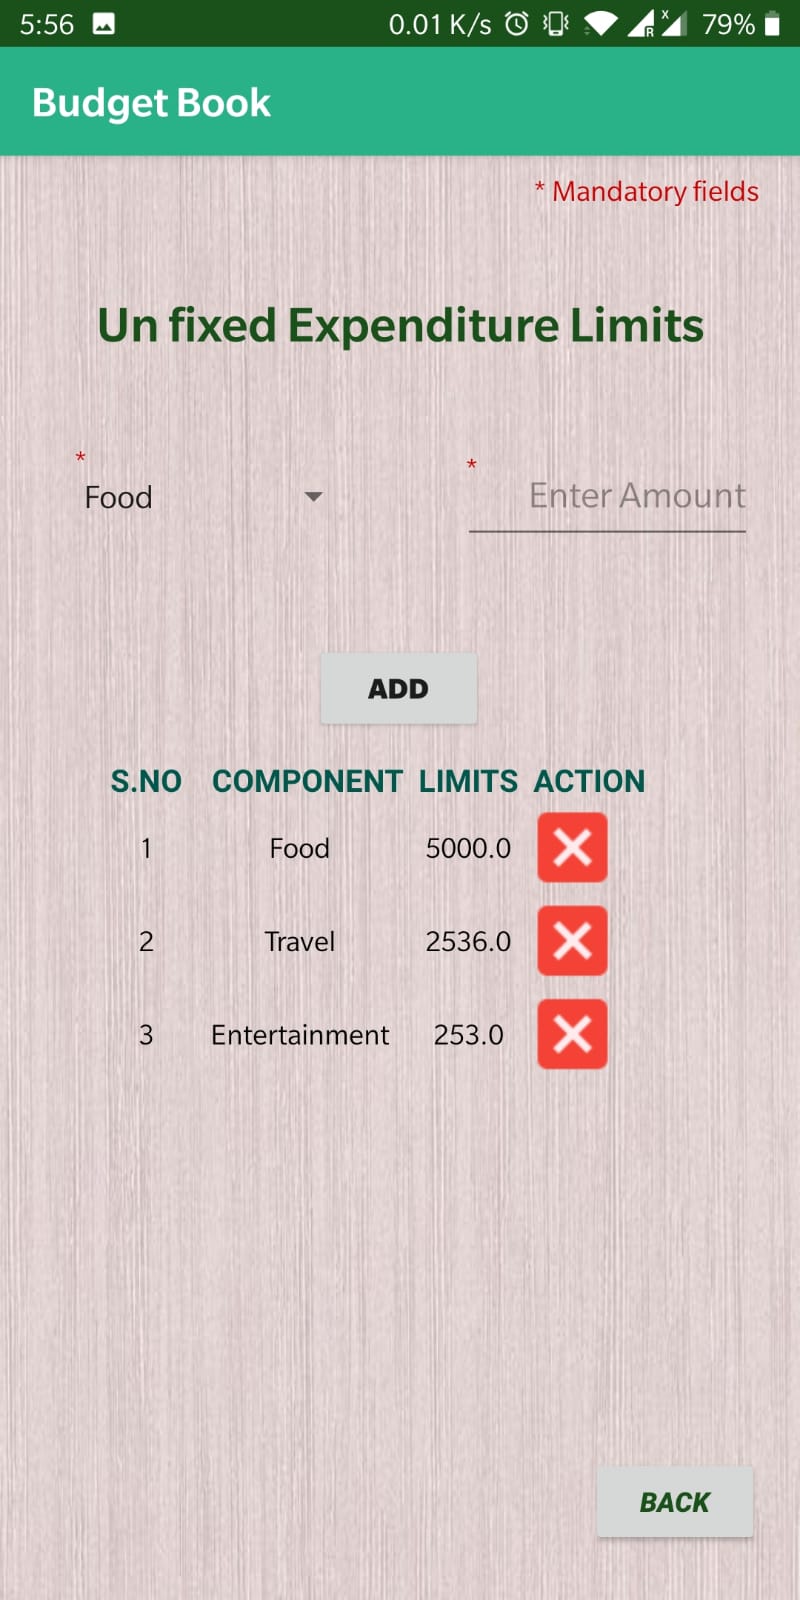 5:56 0.01 K/s R x 79%
Budget Book
* Mandatory fields
Un fixed Expenditure Limits
* *
Food Enter Amount
ADD
S.NO COMPONENT LIMITS ACTION
1 Food 5000.0
2 Travel 2536.0
3 Entertainment 253.0
BACK